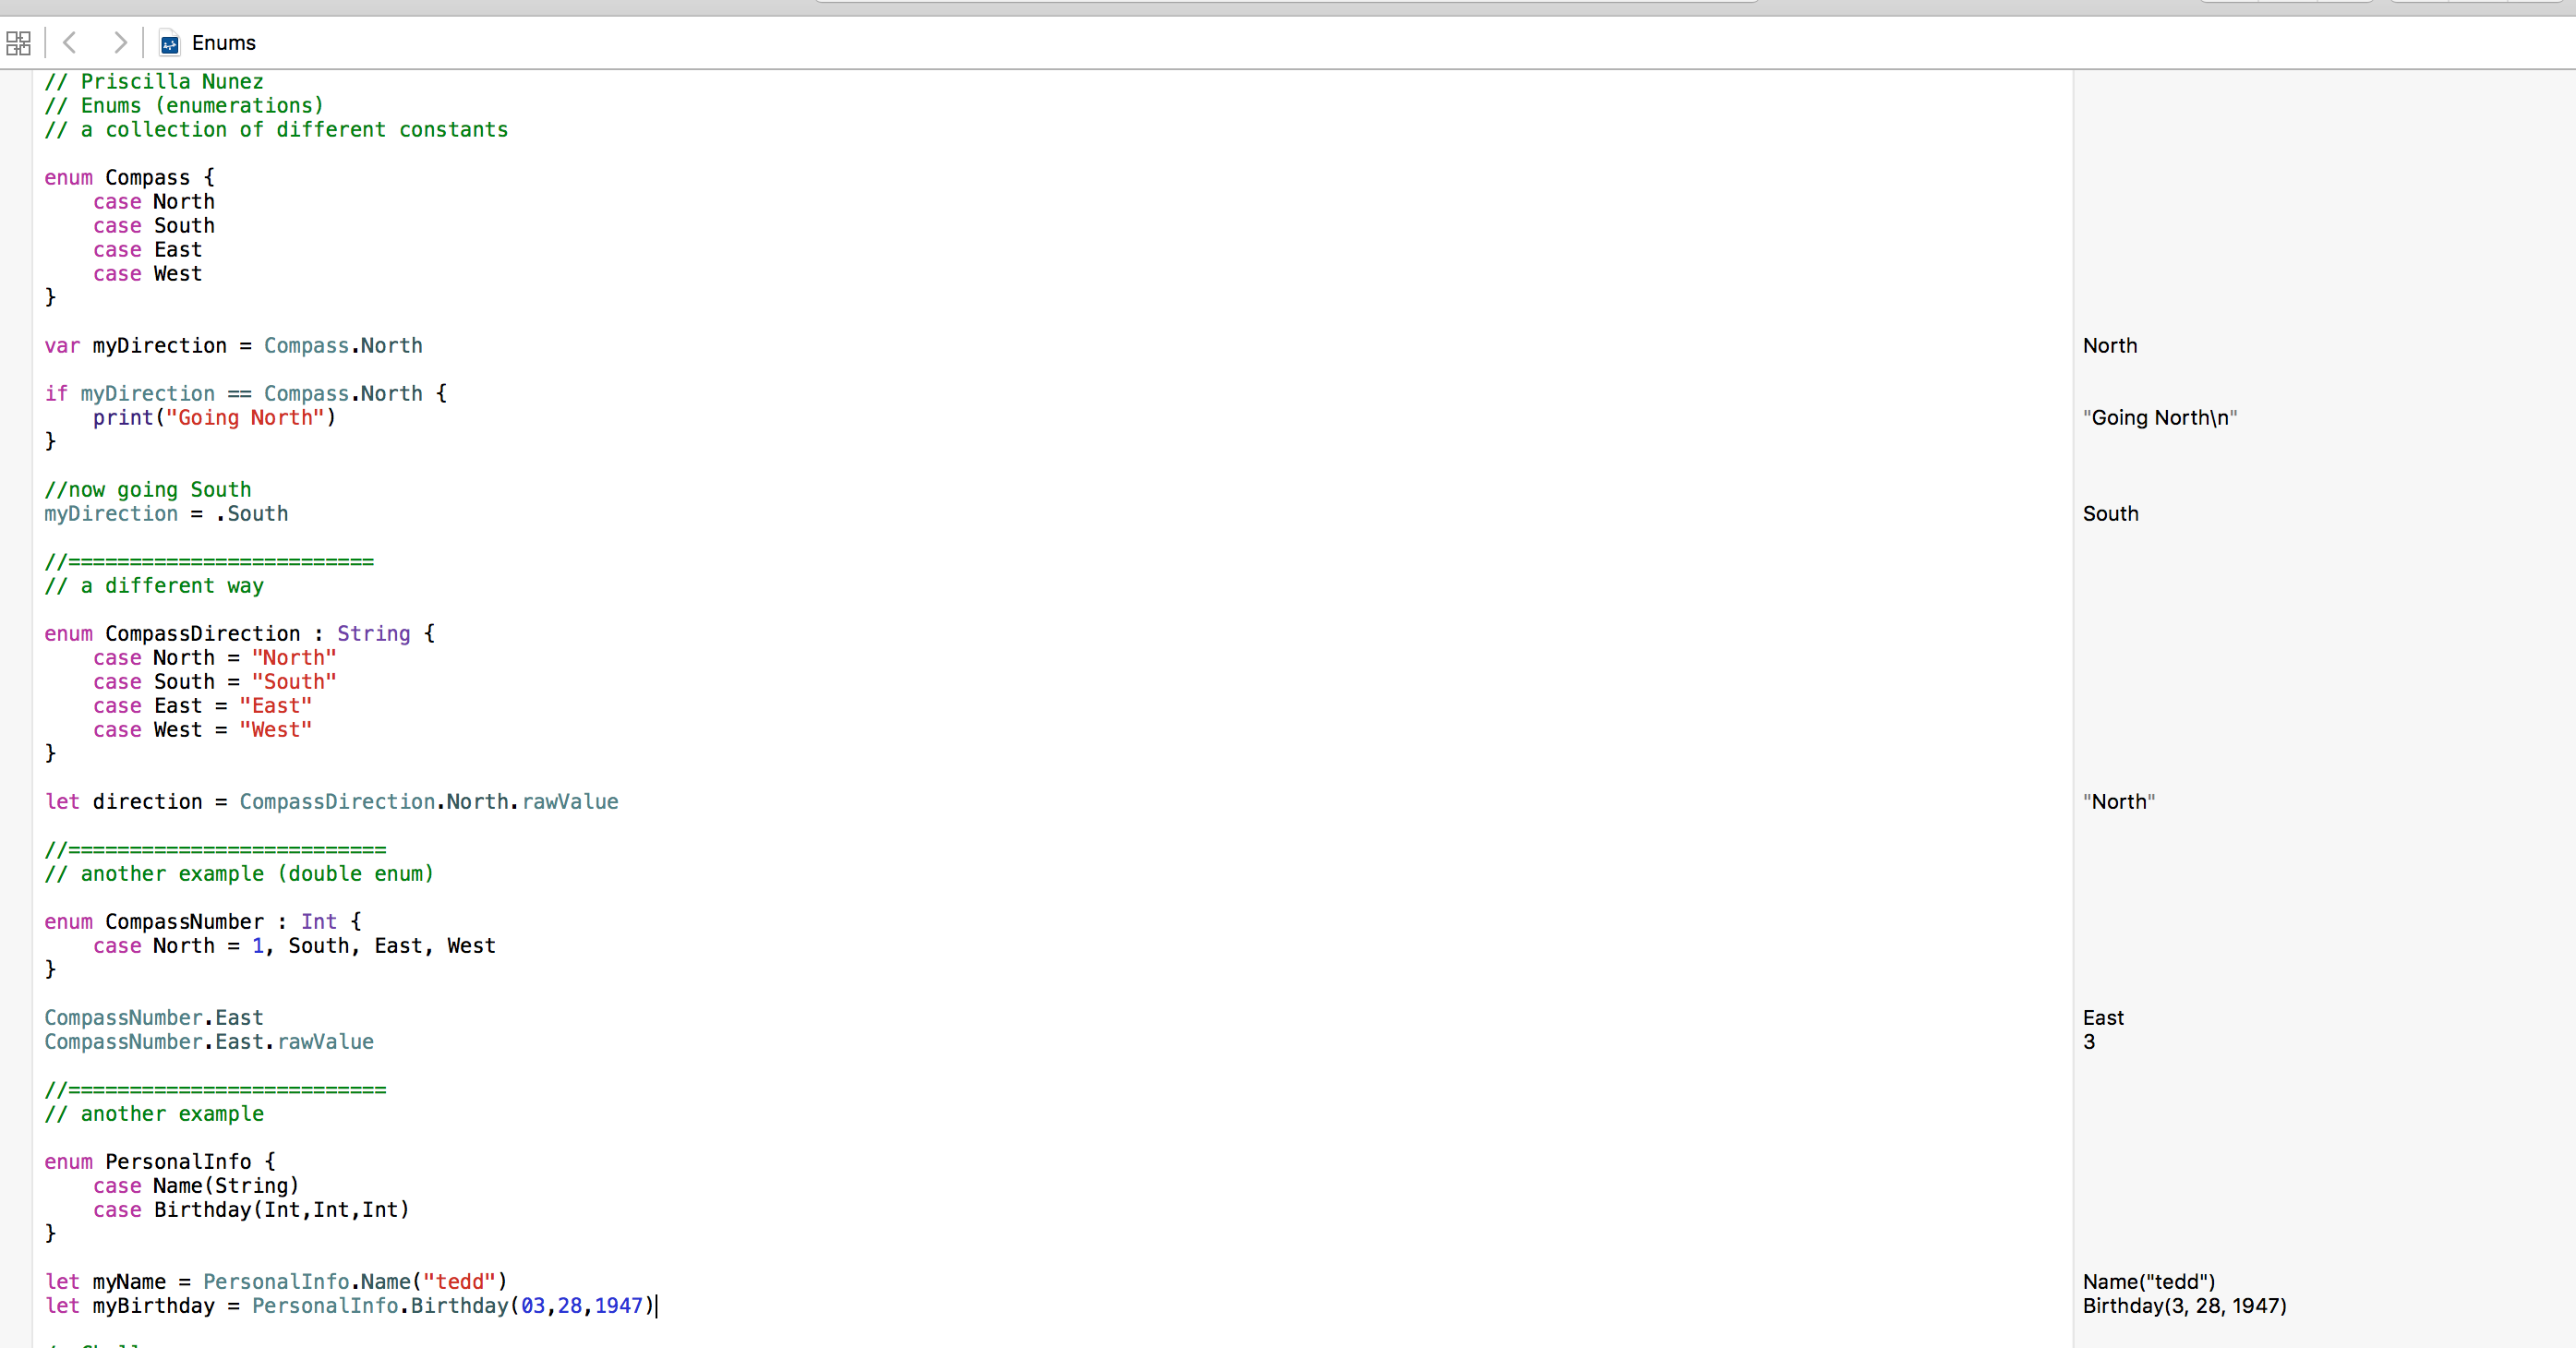 Enums
// Priscilla Nunez
// Enums (enumerations)
// a collection of different constants
enum Compass {
    case North
    case South
    case East
    case West
}
var myDirection = Compass.North
North
if myDirection == Compass.North {
    print("Going North")
"Going North\n"
}
//now going South
myDirection = .South
South
//=========================
// a different way
enum CompassDirection : String {
    case North = "North"
    case South = "South"
    case East = "East"
    case West = "West"
}
let direction = CompassDirection.North.rawValue
"North"
//==========================
// another example (double enum)
enum CompassNumber : Int {
    case North = 1, South, East, West
}
CompassNumber.East
East
CompassNumber.East.rawValue
3
//==========================
// another example
enum PersonalInfo {
    case Name(String)
    case Birthday(Int,Int,Int)
}
let myName = PersonalInfo.Name("tedd")
Name("tedd")
let myBirthday = PersonalInfo.Birthday(03,28,1947)
Birthday(3, 28, 1947)